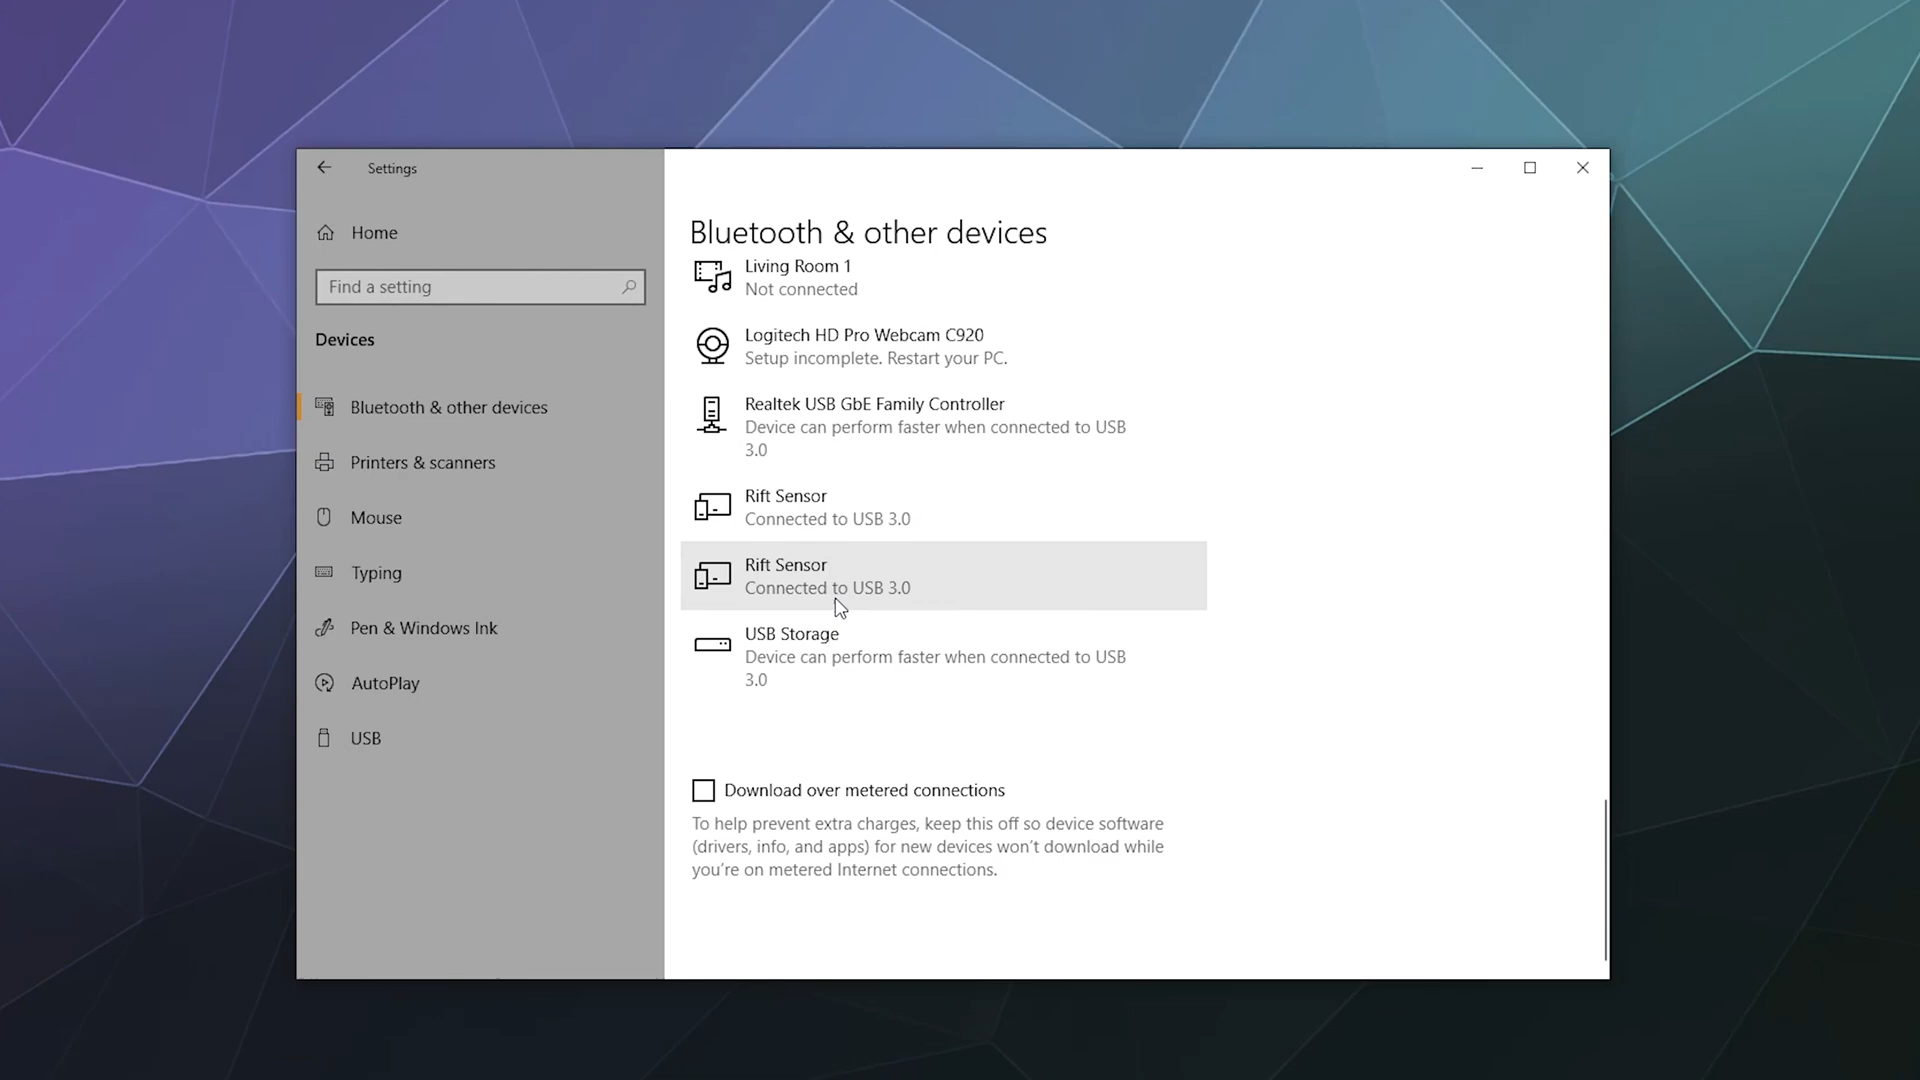 Settings
Home
Find a setting
Devices
Bluetooth & other devices
Printers & scanners
Mouse
Typing
Pen & Windows Ink
AutoPlay
USB
Bluetooth & other devices
Living Room 1
Not connected
Logitech HD Pro Webcam C920
Setup incomplete. Restart your PC.
Realtek USB GbE Family Controller
Device can perform faster when connected to USB
3.0
Rift Sensor
Connected to USB 3.0
Rift Sensor
Connected to USB 3.0
USB Storage
Device can perform faster when connected to USB
3.0
Download over metered connections
To help prevent extra charges, keep this off so device software
(drivers, info, and apps) for new devices won't download while
you're on metered Internet connections.